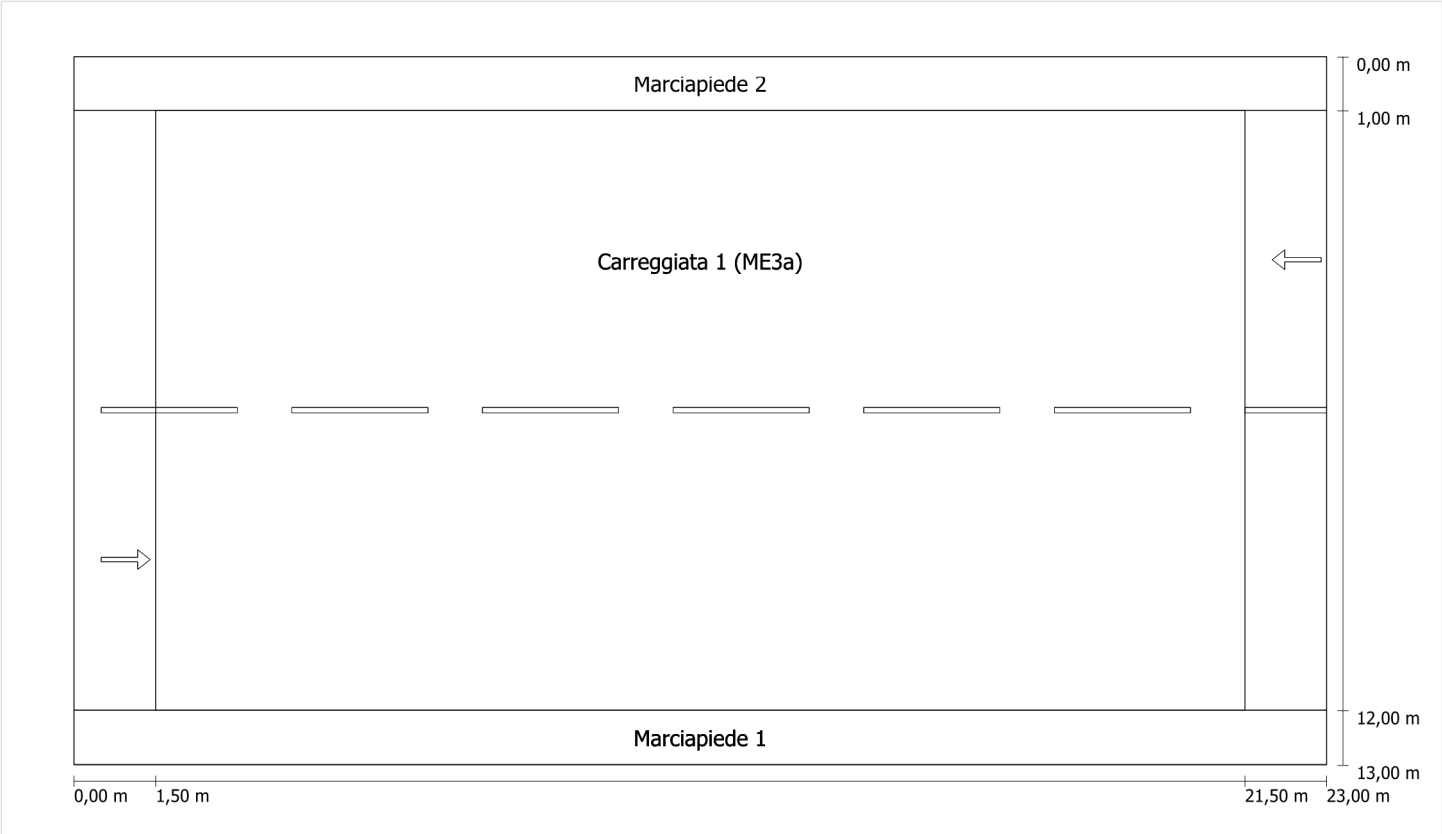 Marciapiede 2
0,00 m
1,00 m
Carreggiata 1 (ME3a)
Marciapiede 1
12,00 m
13,00 m
0,00 m
1,50 m
21,50 m
23,00 m